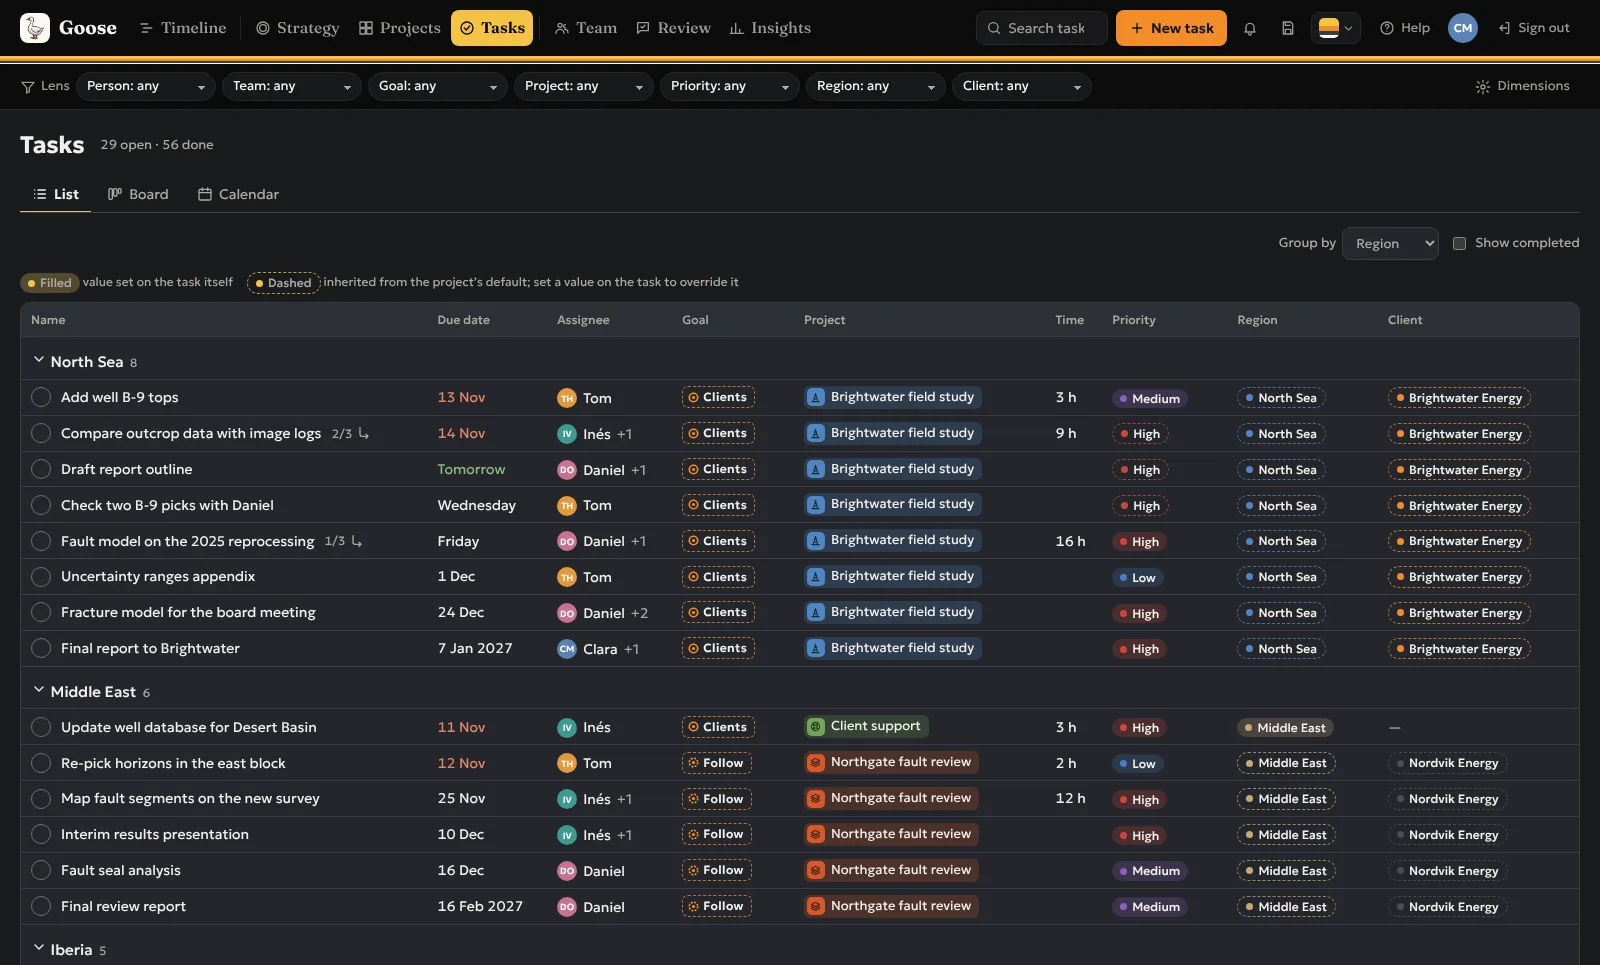 Goose Timeline Strategy Projects Tasks Team Review Insights Search task + New task Help CM Sign out
Lens Person: any Team: any Goal: any Project: any Priority: any Region: any Client: any Dimensions
Tasks 29 open · 56 done
List Board Calendar
Group by Region Show completed
Filled value set on the task itself Dashed inherited from the project's default; set a value on the task to override it
Name Due date Assignee Goal Project Time Priority Region Client
North Sea 8
Add well B-9 tops 13 Nov TH Tom Clients Brightwater field study 3 h Medium North Sea Brightwater Energy
Compare outcrop data with image logs 2/3 14 Nov IV Inés +1 Clients Brightwater field study 9 h High North Sea Brightwater Energy
Draft report outline Tomorrow DO Daniel +1 Clients Brightwater field study High North Sea Brightwater Energy
Check two B-9 picks with Daniel Wednesday TH Tom Clients Brightwater field study High North Sea Brightwater Energy
Fault model on the 2025 reprocessing 1/3 Friday DO Daniel +1 Clients Brightwater field study 16 h High North Sea Brightwater Energy
Uncertainty ranges appendix 1 Dec TH Tom Clients Brightwater field study Low North Sea Brightwater Energy
Fracture model for the board meeting 24 Dec DO Daniel +2 Clients Brightwater field study High North Sea Brightwater Energy
Final report to Brightwater 7 Jan 2027 CM Clara +1 Clients Brightwater field study High North Sea Brightwater Energy
Middle East 6
Update well database for Desert Basin 11 Nov IV Inés Clients Client support 3 h High Middle East —
Re-pick horizons in the east block 12 Nov TH Tom Follow Northgate fault review 2 h Low Middle East Nordvik Energy
Map fault segments on the new survey 25 Nov IV Inés +1 Follow Northgate fault review 12 h High Middle East Nordvik Energy
Interim results presentation 10 Dec IV Inés +1 Follow Northgate fault review High Middle East Nordvik Energy
Fault seal analysis 16 Dec DO Daniel Follow Northgate fault review Medium Middle East Nordvik Energy
Final review report 16 Feb 2027 DO Daniel Follow Northgate fault review Medium Middle East Nordvik Energy
Iberia 5